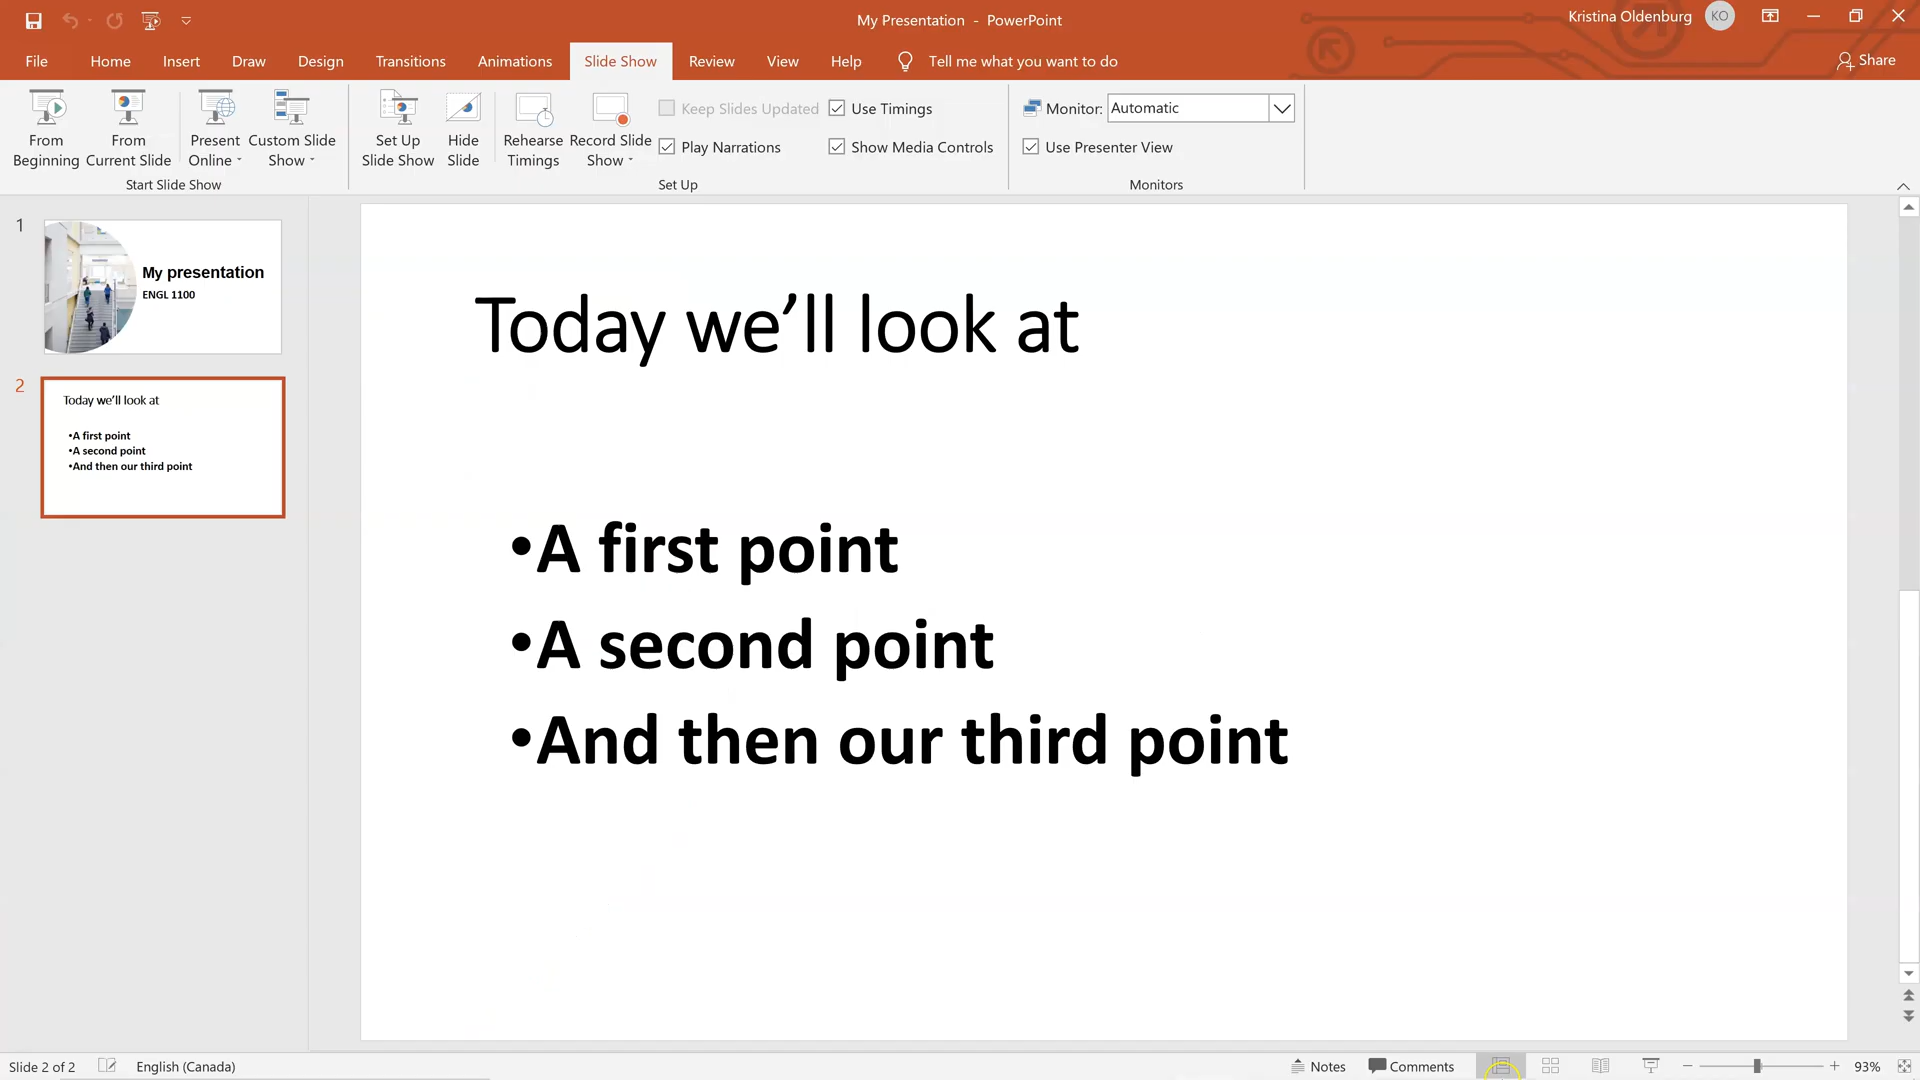 My Presentation - PowerPoint
Kristina Oldenburg KO
File Home Insert Draw Design Transitions Animations Slide Show Review View Help Tell me what you want to do Share
From Beginning
From Current Slide
Present Online
Custom Slide Show
Start Slide Show
Set Up Slide Show
Hide Slide
Rehearse Timings
Record Slide Show
Keep Slides Updated
Play Narrations
Use Timings
Show Media Controls
Set Up
Monitor: Automatic
Use Presenter View
Monitors
1
My presentation
ENGL 1100
2
Today we'll look at
•A first point
•A second point
•And then our third point
Today we’ll look at
•A first point
•A second point
•And then our third point
Slide 2 of 2 English (Canada) Notes Comments 93%